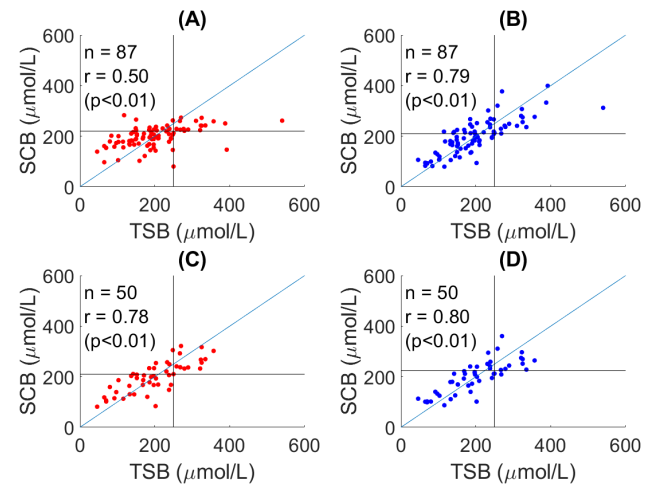 (A)
n = 87
r = 0.50
(p<0.01)
SCB (μmol/L)
600
400
200
0
0 200 400 600
TSB (μmol/L)
(B)
n = 87
r = 0.79
(p<0.01)
SCB (μmol/L)
600
400
200
0
0 200 400 600
TSB (μmol/L)
(C)
n = 50
r = 0.78
(p<0.01)
SCB (μmol/L)
600
400
200
0
0 200 400 600
TSB (μmol/L)
(D)
n = 50
r = 0.80
(p<0.01)
SCB (μmol/L)
600
400
200
0
0 200 400 600
TSB (μmol/L)